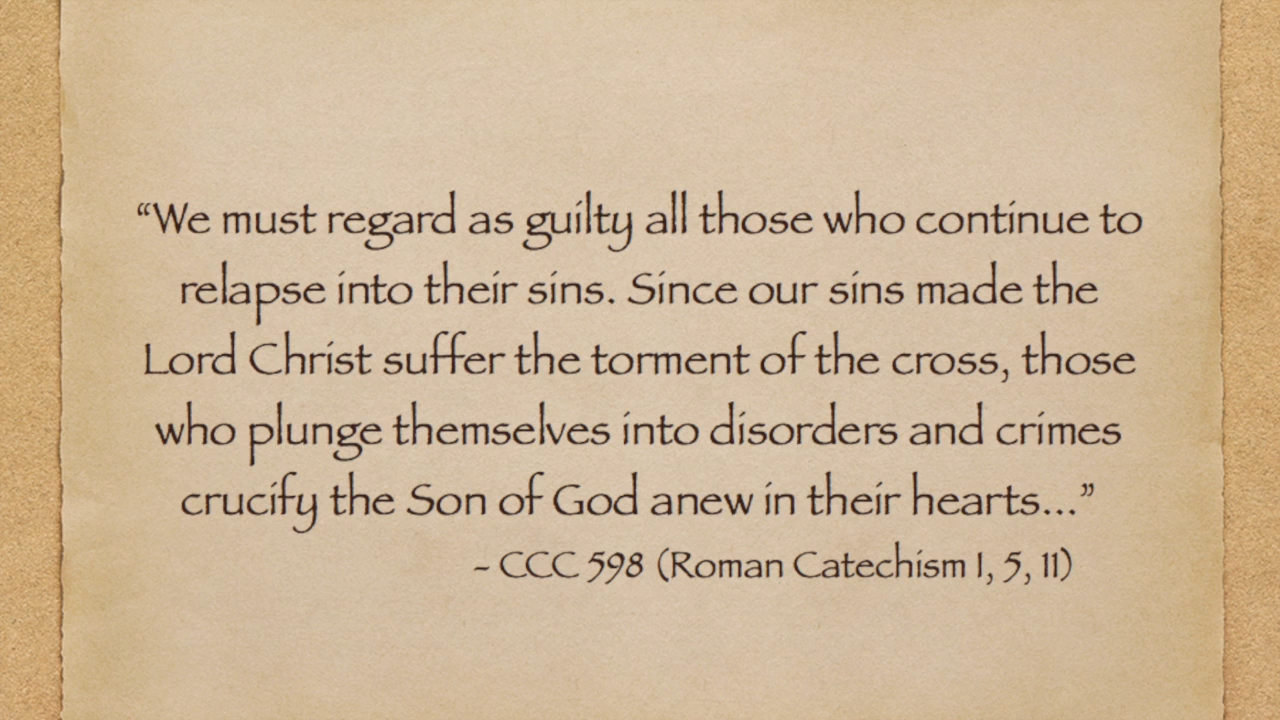 “We must regard as guilty all those who continue to
relapse into their sins. Since our sins made the
Lord Christ suffer the torment of the cross, those
who plunge themselves into disorders and crimes
crucify the Son of God anew in their hearts...”
- CCC 598 (Roman Catechism I, 5, 11)